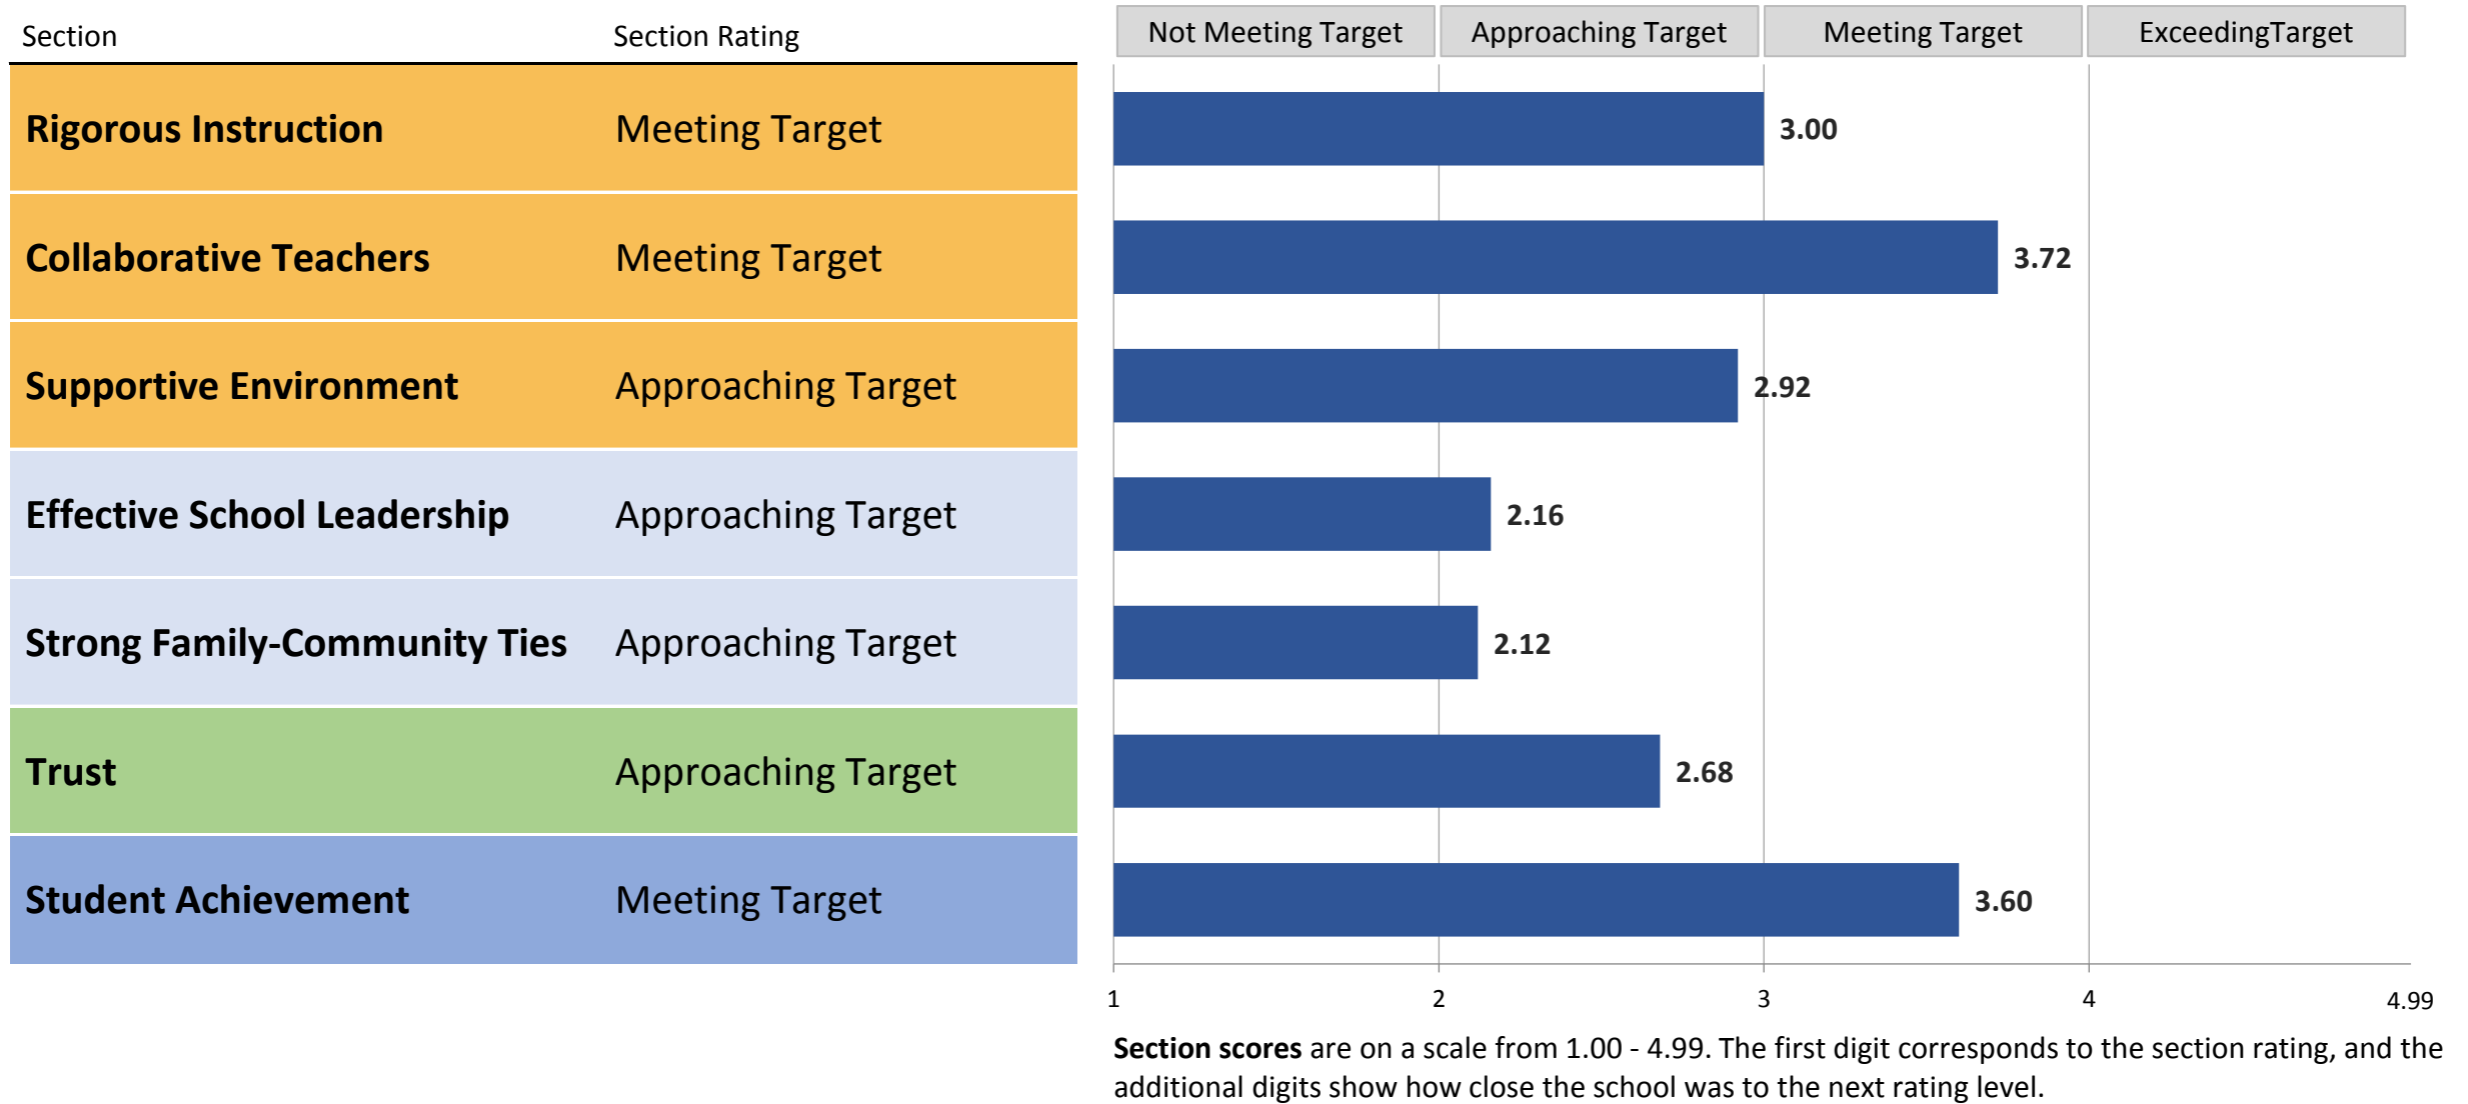 Section Section Rating Not Meeting Target Approaching Target Meeting Target ExceedingTarget
Rigorous Instruction Meeting Target 3.00
Collaborative Teachers Meeting Target 3.72
Supportive Environment Approaching Target 2.92
Effective School Leadership Approaching Target 2.16
Strong Family-Community Ties Approaching Target 2.12
Trust Approaching Target 2.68
Student Achievement Meeting Target 3.60
1 2 3 4 4.99
Section scores are on a scale from 1.00 - 4.99. The first digit corresponds to the section rating, and the
additional digits show how close the school was to the next rating level.